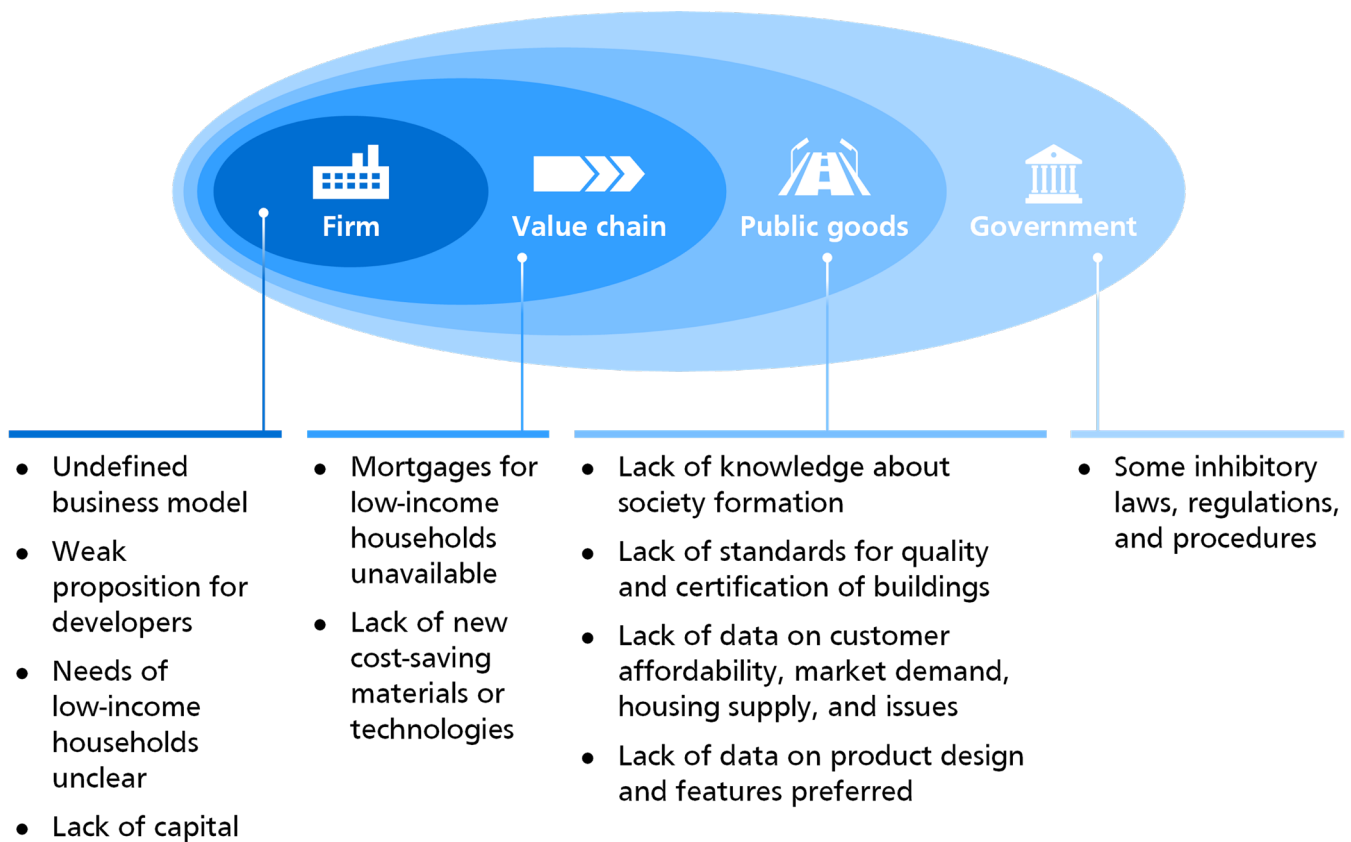 Firm
Value chain
Public goods
Government
● Undefined
business model
● Weak
proposition for
developers
● Needs of
low-income
households
unclear
● Lack of capital
● Mortgages for
low-income
households
unavailable
● Lack of new
cost-saving
materials or
technologies
● Lack of knowledge about
society formation
● Lack of standards for quality
and certification of buildings
● Lack of data on customer
affordability, market demand,
housing supply, and issues
● Lack of data on product design
and features preferred
● Some inhibitory
laws, regulations,
and procedures